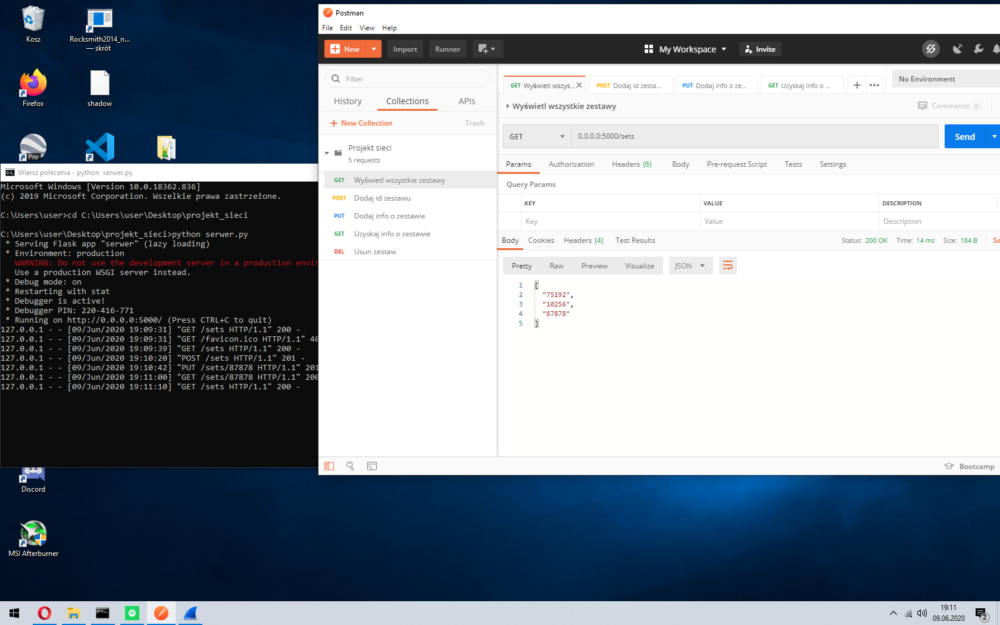 Kosz
Rocksmith2014_n...
— skrót
Firefox
shadow
Pro
Wiersz polecenia - python  serwer.py
Microsoft Windows [Version 10.0.18362.836]
(c) 2019 Microsoft Corporation. Wszelkie prawa zastrzeżone.
C:\Users\user>cd C:\Users\user\Desktop\projekt_sieci
C:\Users\user\Desktop\projekt_sieci>python serwer.py
* Serving Flask app "serwer" (lazy loading)
* Environment: production
WARNING: Do not use the development server in a production envir
Use a production WSGI server instead.
* Debug mode: on
* Restarting with stat
* Debugger is active!
* Debugger PIN: 220-416-771
* Running on http://0.0.0.0:5000/ (Press CTRL+C to quit)
127.0.0.1 - - [09/Jun/2020 19:09:31] "GET /sets HTTP/1.1" 200 -
127.0.0.1 - - [09/Jun/2020 19:09:31] "GET /favicon.ico HTTP/1.1" 40
127.0.0.1 - - [09/Jun/2020 19:09:39] "GET /sets HTTP/1.1" 200 -
127.0.0.1 - - [09/Jun/2020 19:10:20] "POST /sets HTTP/1.1" 201 -
127.0.0.1 - - [09/Jun/2020 19:10:42] "PUT /sets/87878 HTTP/1.1" 201
127.0.0.1 - - [09/Jun/2020 19:11:00] "GET /sets/87878 HTTP/1.1" 200
127.0.0.1 - - [09/Jun/2020 19:11:10] "GET /sets HTTP/1.1" 200 -
Discord
MSI Afterburner
Postman
File Edit View Help
New Import Runner My Workspace Invite
Filter
History Collections APIs
New Collection Trash
Projekt sieci
5 requests
GET Wyświetl wszystkie zestawy
POST Dodaj id zestawu
PUT Dodaj info o zestawie
GET Uzyskaj info o zestawie
DEL Usun zestaw
GET Wyświetl wszys... POST Dodaj id zesta... PUT Dodaj info o ze... GET Uzyskaj info o ... No Environment
Wyświetl wszystkie zestawy Comments 0
GET 0.0.0.0:5000/sets Send
Params Authorization Headers (6) Body Pre-request Script Tests Settings
Query Params
KEY VALUE DESCRIPTION
Key Value Description
Body Cookies Headers (4) Test Results Status: 200 OK Time: 14 ms Size: 184 B Sa
Pretty Raw Preview Visualize JSON
1 [
2 "75192",
3 "10256",
4 "87878"
5 ]
Bootcamp
19:11
09.06.2020
2